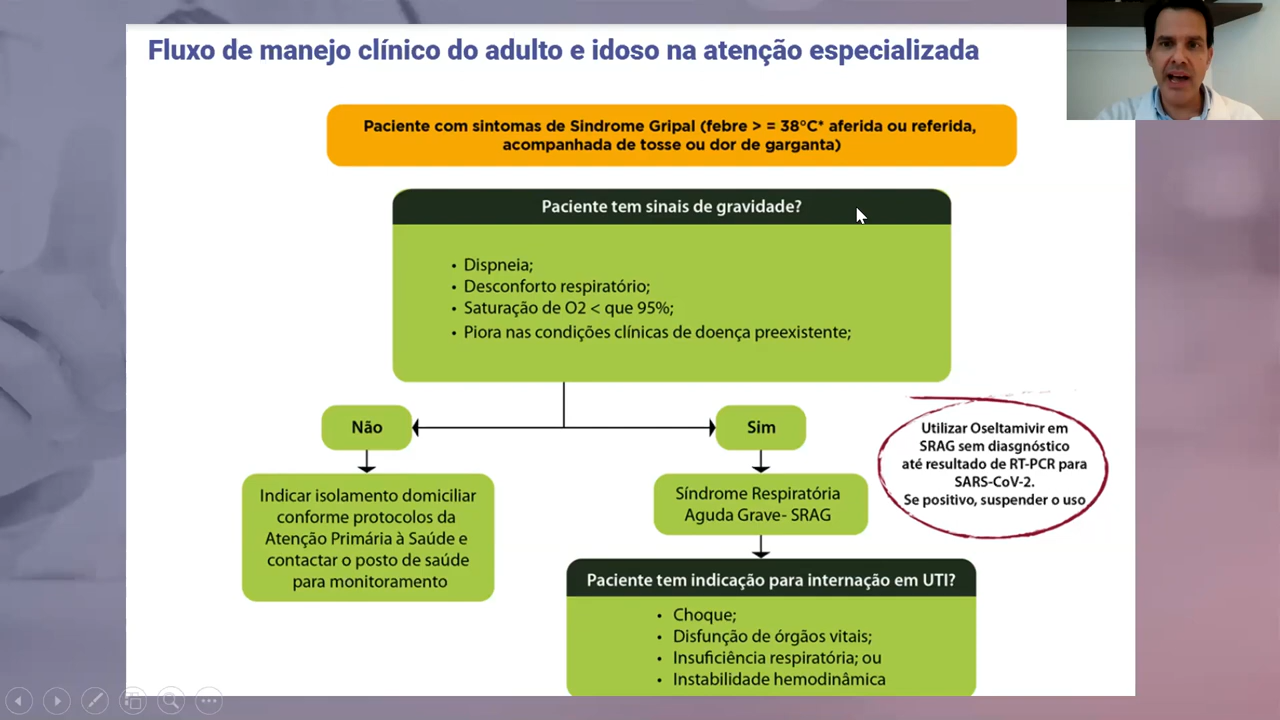 Fluxo de manejo clínico do adulto e idoso na atenção especializada
Paciente com sintomas de Sindrome Gripal (febre > = 38°C* aferida ou referida,
acompanhada de tosse ou dor de garganta)
Paciente tem sinais de gravidade?
• Dispneia;
• Desconforto respiratório;
• Saturação de O2 < que 95%;
• Piora nas condições clínicas de doença preexistente;
Não
Sim
Indicar isolamento domiciliar
conforme protocolos da
Atenção Primária à Saúde e
contactar o posto de saúde
para monitoramento
Síndrome Respiratória
Aguda Grave- SRAG
Utilizar Oseltamivir em
SRAG sem diasgnóstico
até resultado de RT-PCR para
SARS-CoV-2.
Se positivo, suspender o uso
Paciente tem indicação para internação em UTI?
• Choque;
• Disfunção de órgãos vitais;
• Insuficiência respiratória; ou
• Instabilidade hemodinâmica